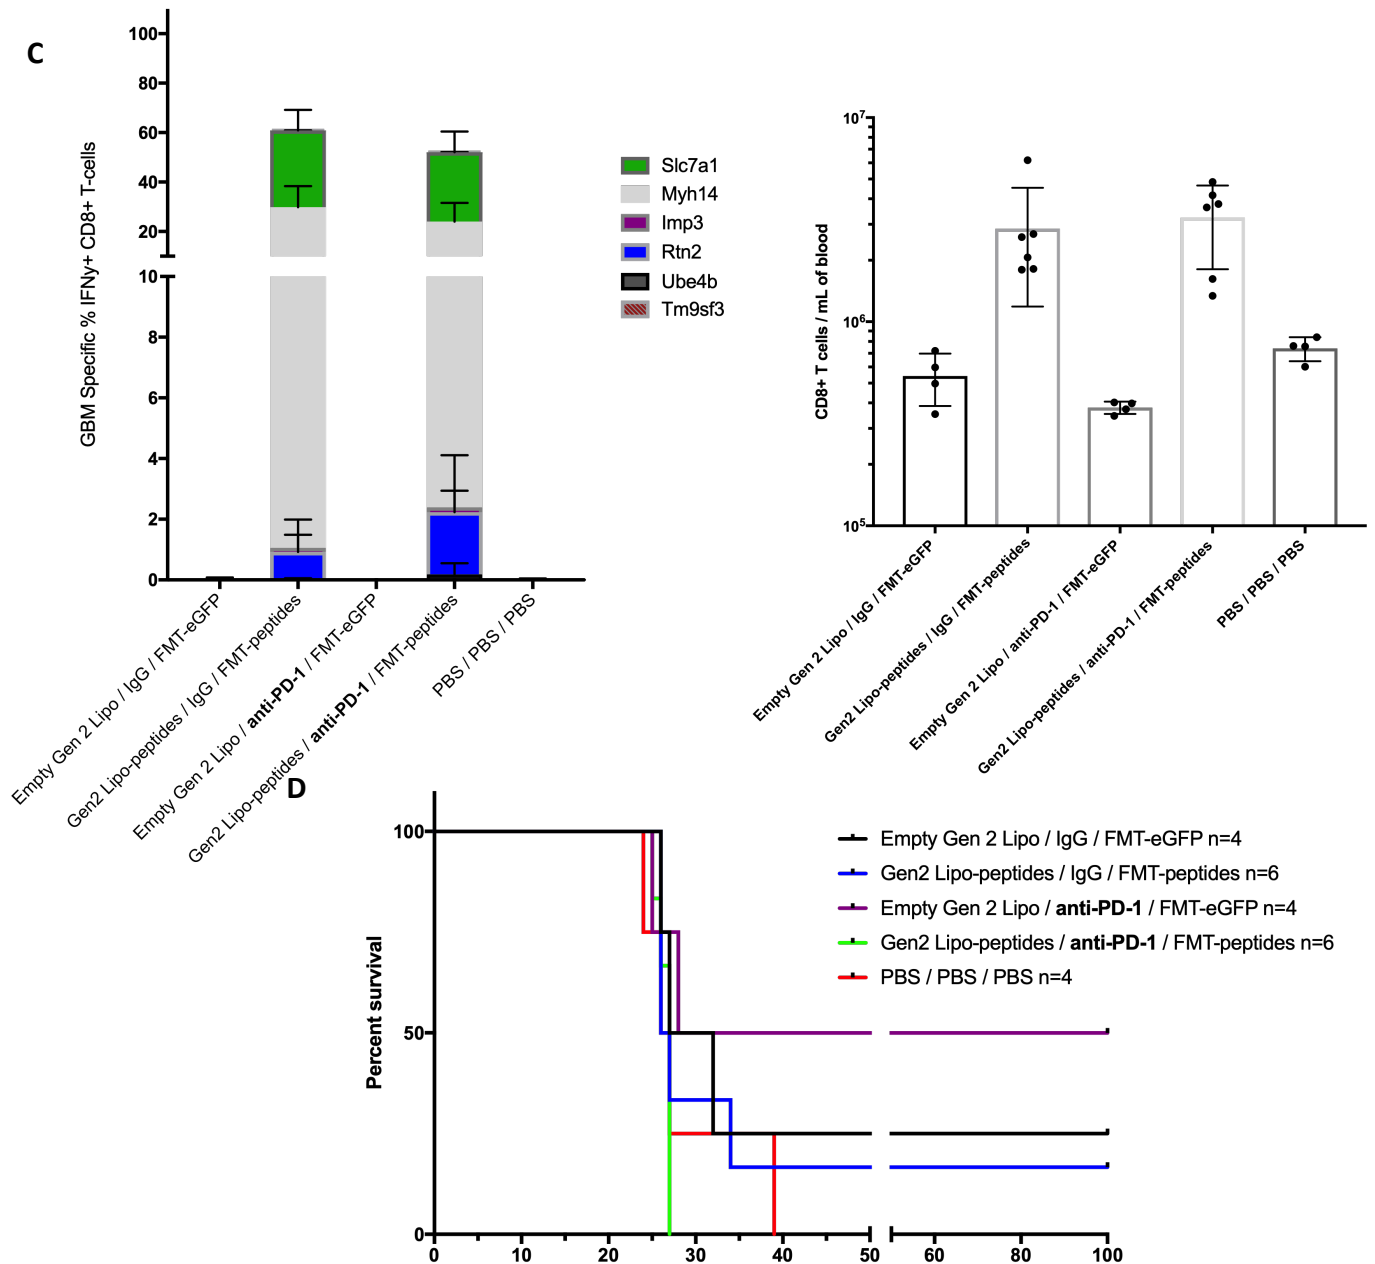 C
GBM Specific % IFNy+ CD8+ T-cells
100
80
60
40
20
10
8
6
4
2
0
Empty Gen 2 Lipo / IgG / FMT-eGFP
Gen2 Lipo-peptides / IgG / FMT-peptides
Empty Gen 2 Lipo / anti-PD-1 / FMT-eGFP
Gen2 Lipo-peptides / anti-PD-1 / FMT-peptides
PBS / PBS / PBS
Slc7a1
Myh14
Imp3
Rtn2
Ube4b
Tm9sf3
CD8+ T cells / mL of blood
10⁷
10⁶
10⁵
Empty Gen 2 Lipo / IgG / FMT-eGFP
Gen2 Lipo-peptides / IgG / FMT-peptides
Empty Gen 2 Lipo / anti-PD-1 / FMT-eGFP
Gen2 Lipo-peptides / anti-PD-1 / FMT-peptides
PBS / PBS / PBS
D
Percent survival
100
50
0
0 10 20 30 40 50 60 80 100
Empty Gen 2 Lipo / IgG / FMT-eGFP n=4
Gen2 Lipo-peptides / IgG / FMT-peptides n=6
Empty Gen 2 Lipo / anti-PD-1 / FMT-eGFP n=4
Gen2 Lipo-peptides / anti-PD-1 / FMT-peptides n=6
PBS / PBS / PBS n=4